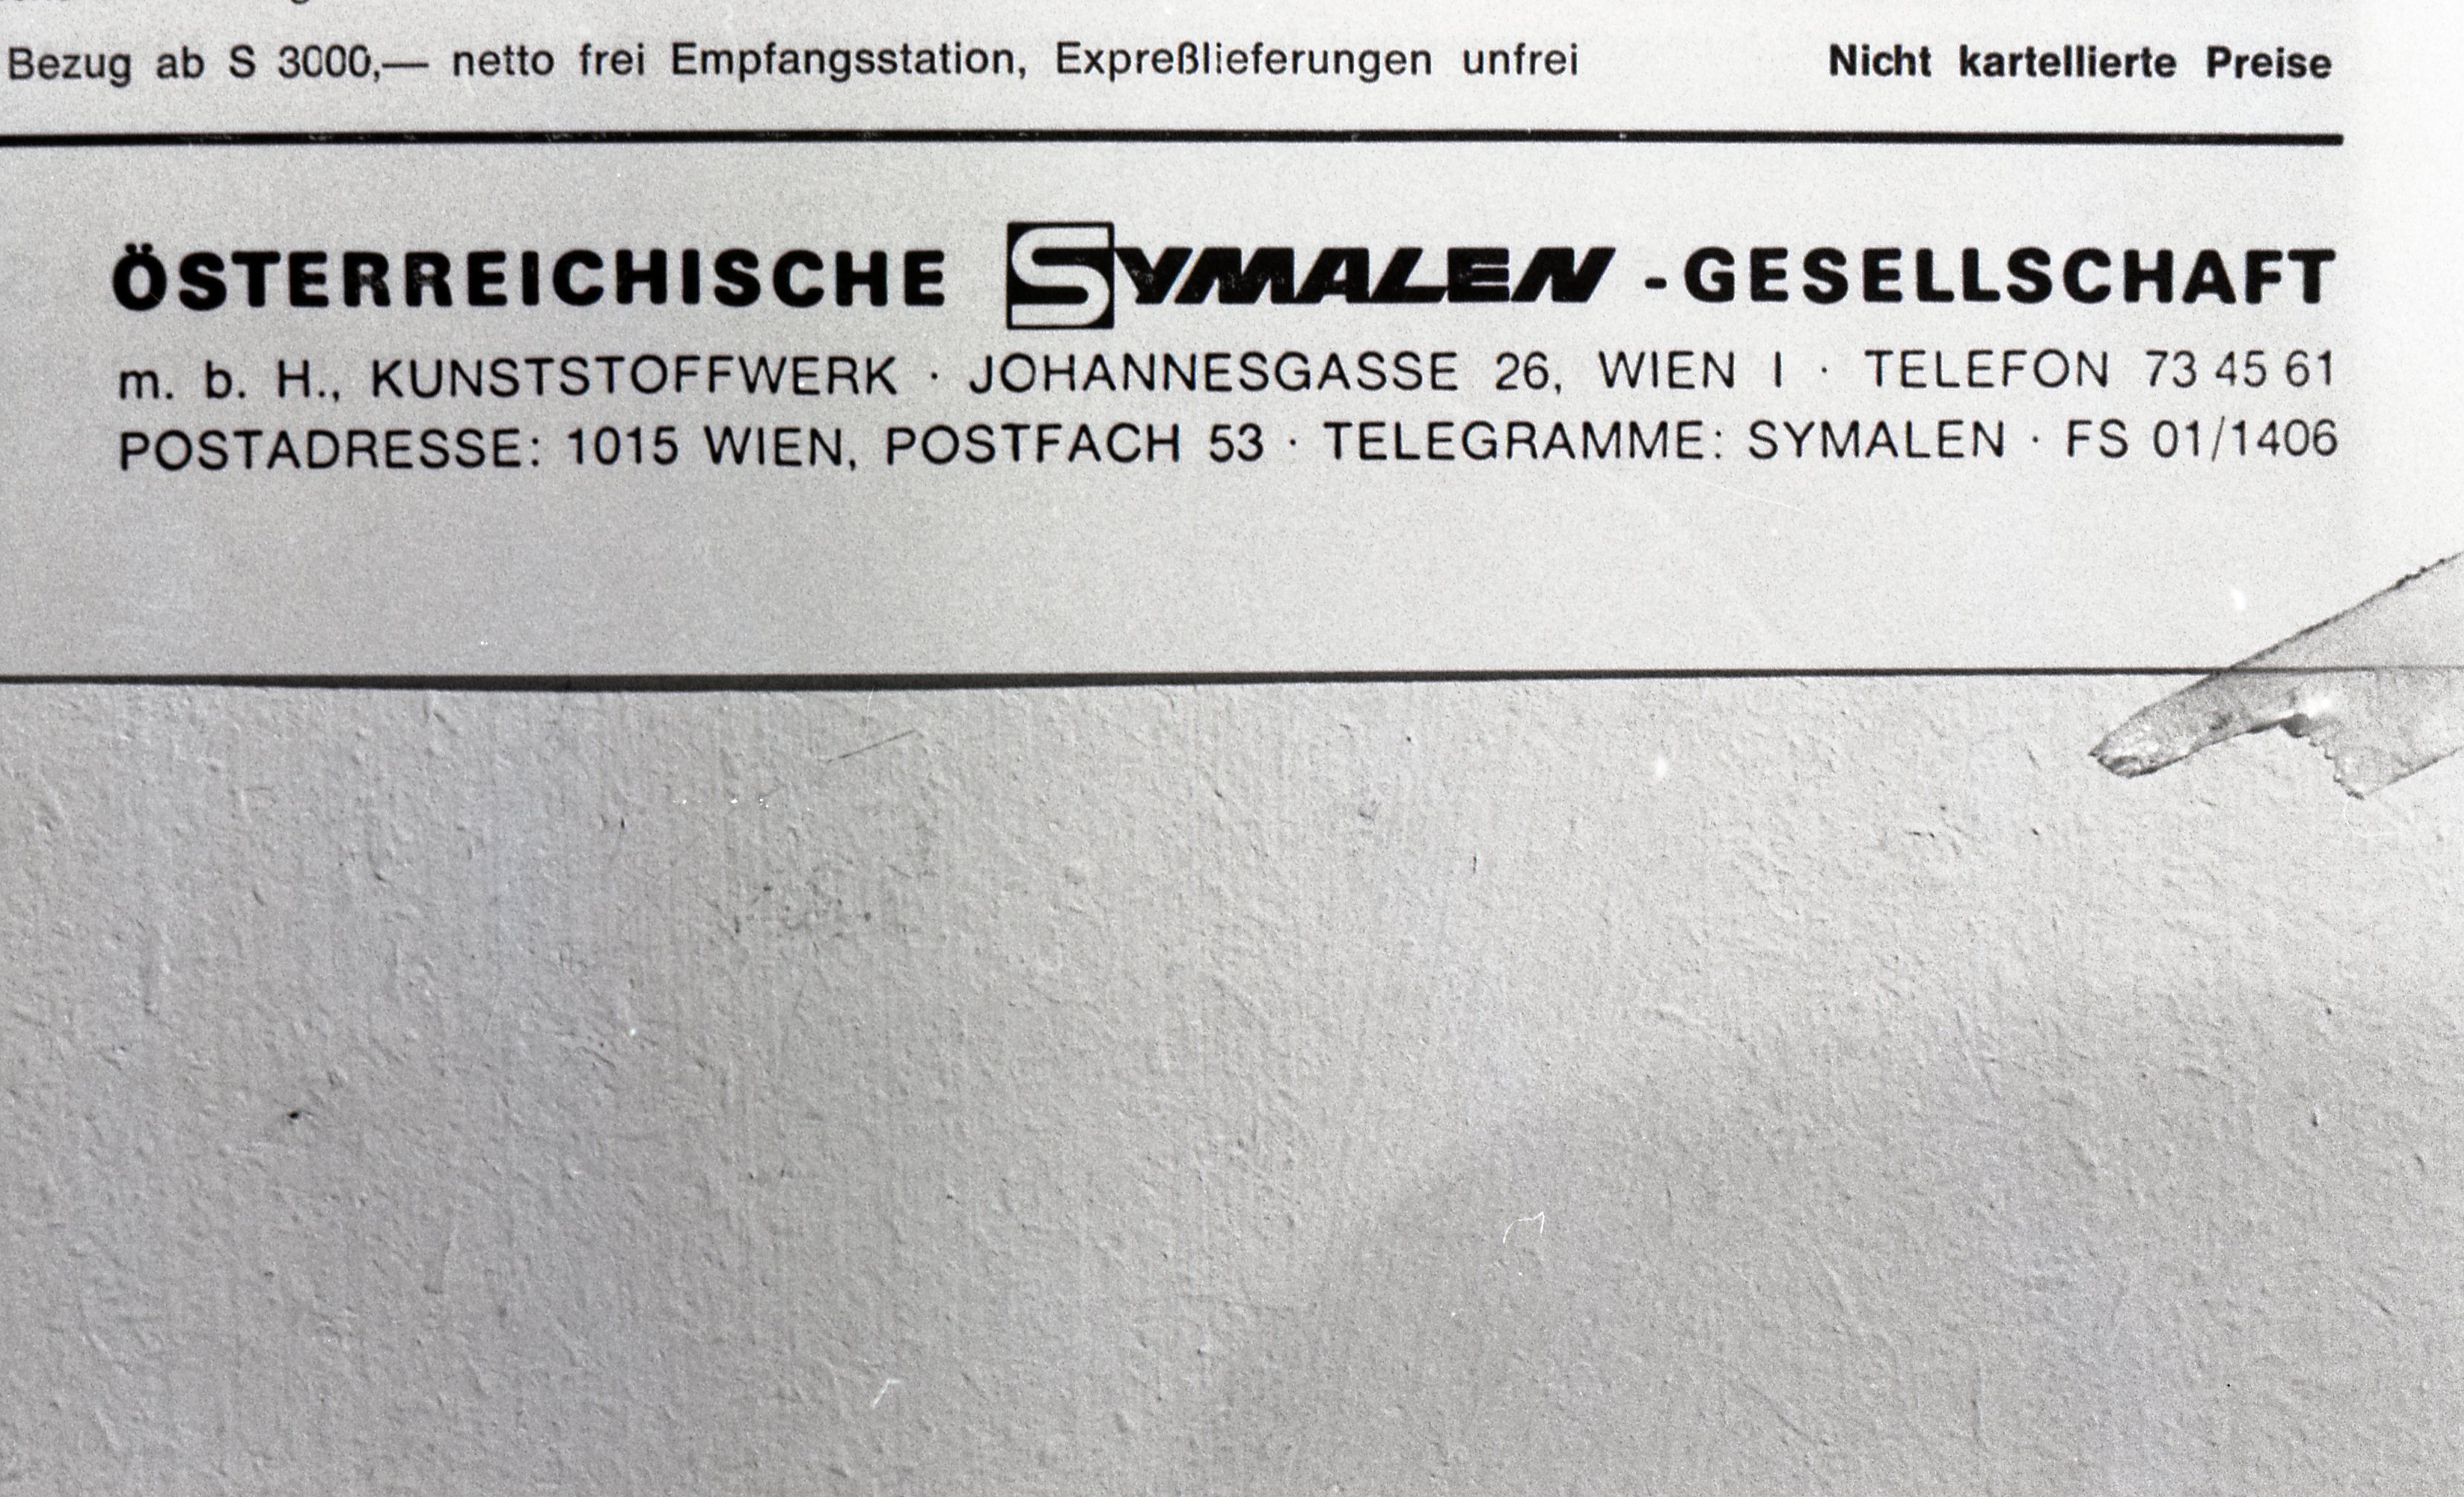 Bezug ab S 3000,— netto frei Empfangsstation, Expreßlieferungen unfrei Nicht kartellierte Preise
ÖSTERREICHISCHE SYMALEN-GESELLSCHAFT
m. b. H., KUNSTSTOFFWERK · JOHANNESGASSE 26, WIEN I · TELEFON 73 45 61
POSTADRESSE: 1015 WIEN, POSTFACH 53 · TELEGRAMME: SYMALEN · FS 01/1406